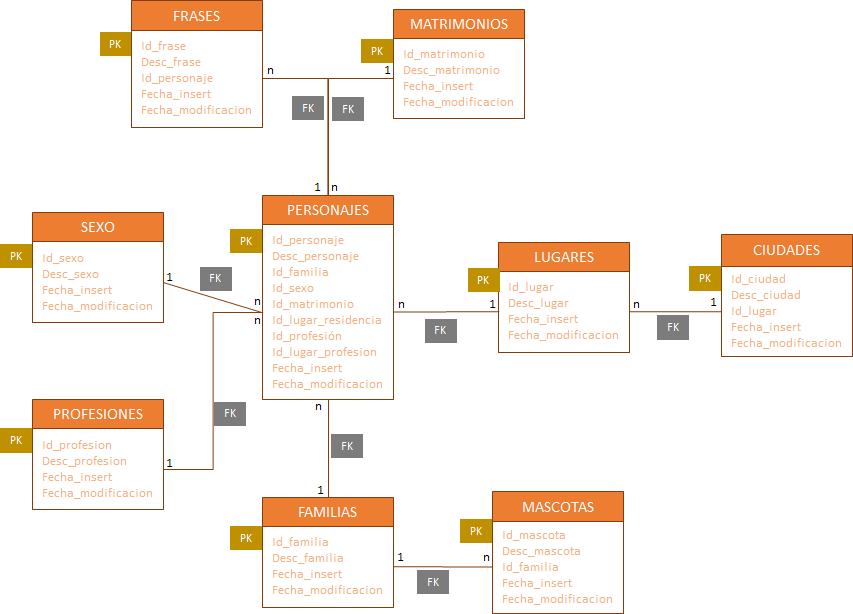 FRASES
PK
Id_frase
Desc_frase
Id_personaje
Fecha_insert
Fecha_modificacion
MATRIMONIOS
PK
Id_matrimonio
Desc_matrimonio
Fecha_insert
Fecha_modificacion
n
1
FK
FK
1
n
SEXO
PK
Id_sexo
Desc_sexo
Fecha_insert
Fecha_modificacion
1
FK
n
n
PERSONAJES
PK
Id_personaje
Desc_personaje
Id_familia
Id_sexo
Id_matrimonio
Id_lugar_residencia
Id_profesión
Id_lugar_profesion
Fecha_insert
Fecha_modificacion
n
1
FK
LUGARES
PK
Id_lugar
Desc_lugar
Fecha_insert
Fecha_modificacion
n
1
FK
CIUDADES
PK
Id_ciudad
Desc_ciudad
Id_lugar
Fecha_insert
Fecha_modificacion
PROFESIONES
PK
Id_profesion
Desc_profesion
Fecha_insert
Fecha_modificacion
1
FK
n
FK
1
FAMILIAS
PK
Id_familia
Desc_familia
Fecha_insert
Fecha_modificacion
1
n
FK
MASCOTAS
PK
Id_mascota
Desc_mascota
Id_familia
Fecha_insert
Fecha_modificacion